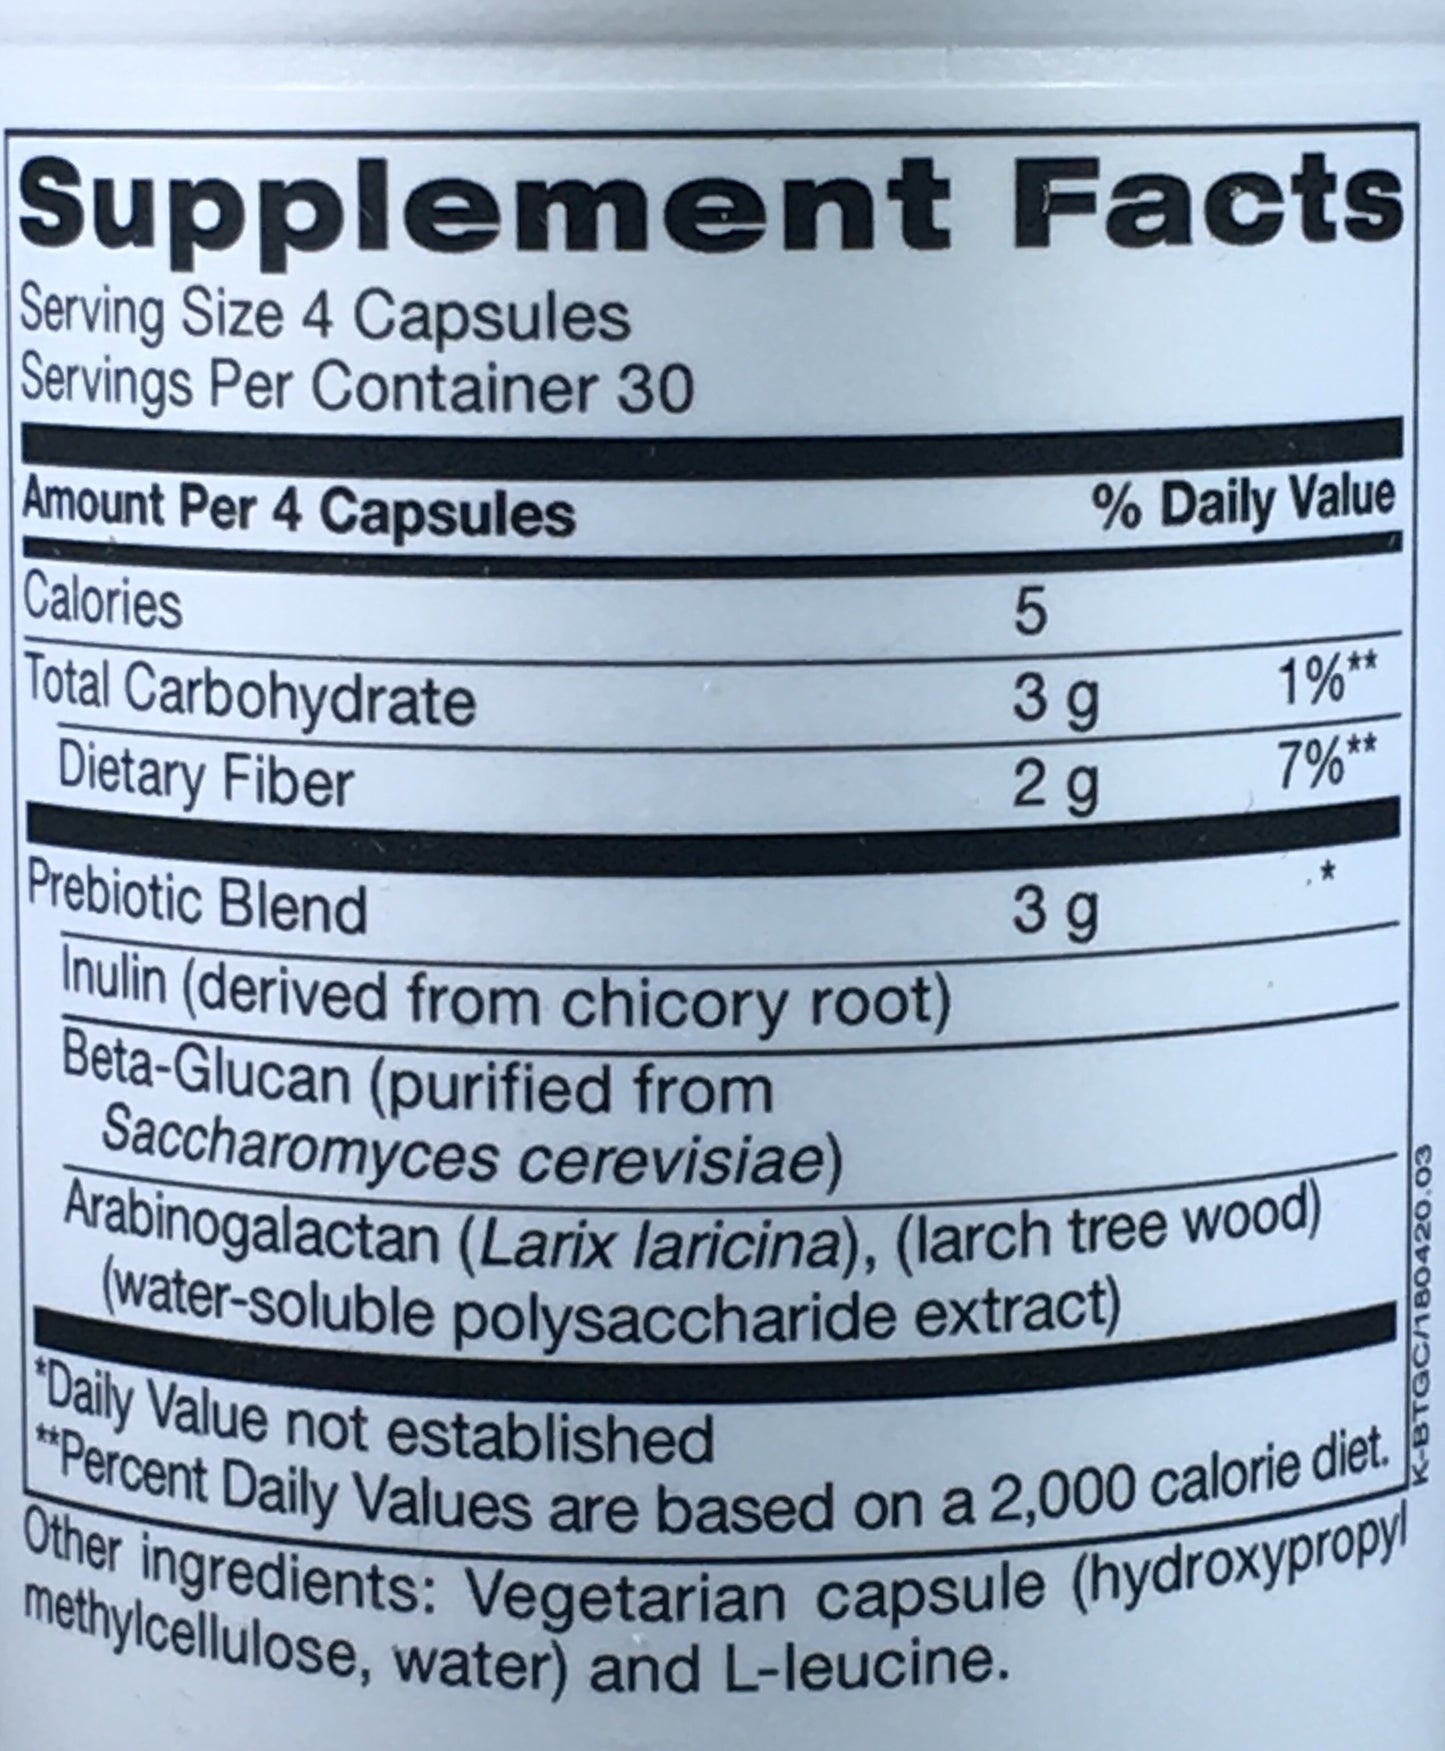 Supplement Facts
Serving Size 4 Capsules
Servings Per Container 30
Amount Per 4 Capsules % Daily Value
Calories 5
Total Carbohydrate 3 g 1%**
Dietary Fiber 2 g 7%**
Prebiotic Blend 3 g *
Inulin (derived from chicory root)
Beta-Glucan (purified from
Saccharomyces cerevisiae)
Arabinogalactan (Larix laricina), (larch tree wood)
(water-soluble polysaccharide extract)
*Daily Value not established
**Percent Daily Values are based on a 2,000 calorie diet.
Other ingredients: Vegetarian capsule (hydroxypropyl
methylcellulose, water) and L-leucine.
K-BTGC/180420.03